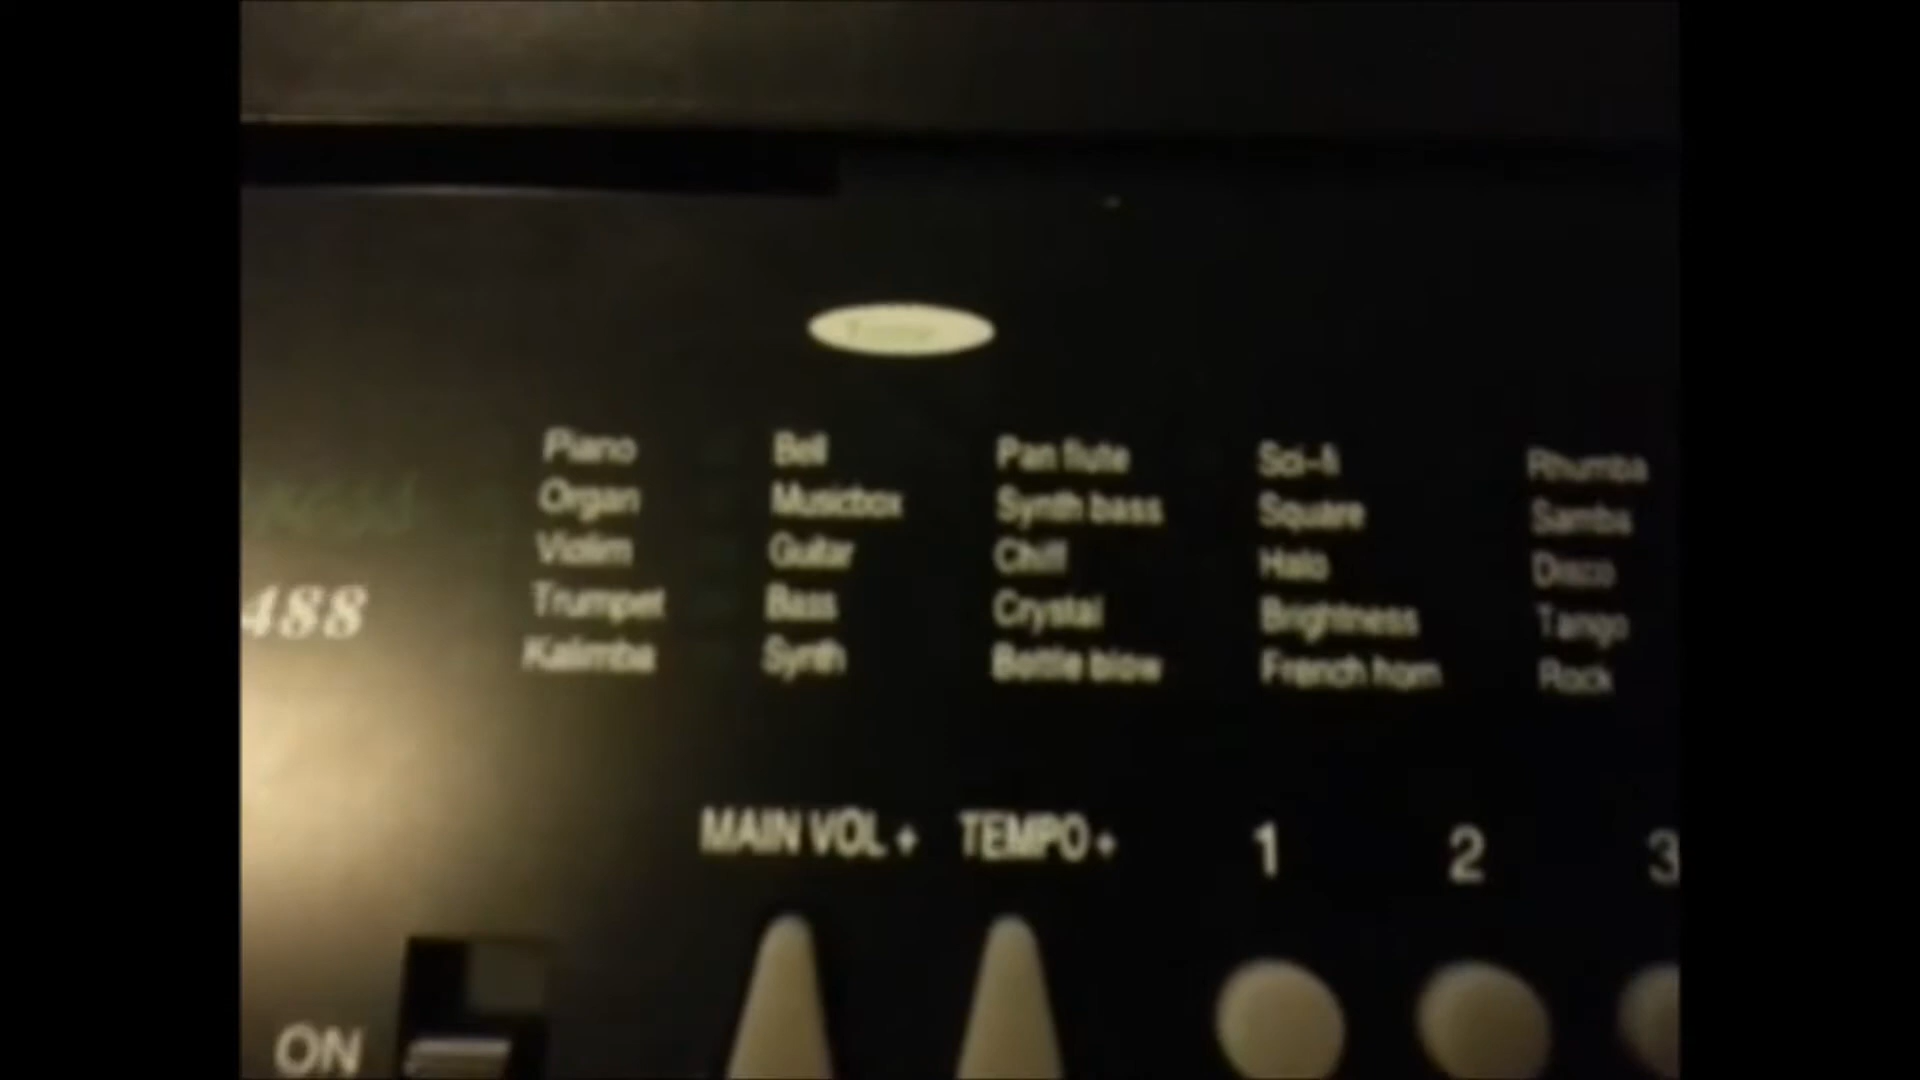 Piano Bell Pan flute Sci-fi Rhumba
Organ Musicbox Synth bass Square Samba
Violin Guitar Chiff Halo Disco
488
Trumpet Bass Crystal Brightness Tango
Kalimba Synth Bottle blow French horn Rock
MAIN VOL + TEMPO + 1 2 3
ON